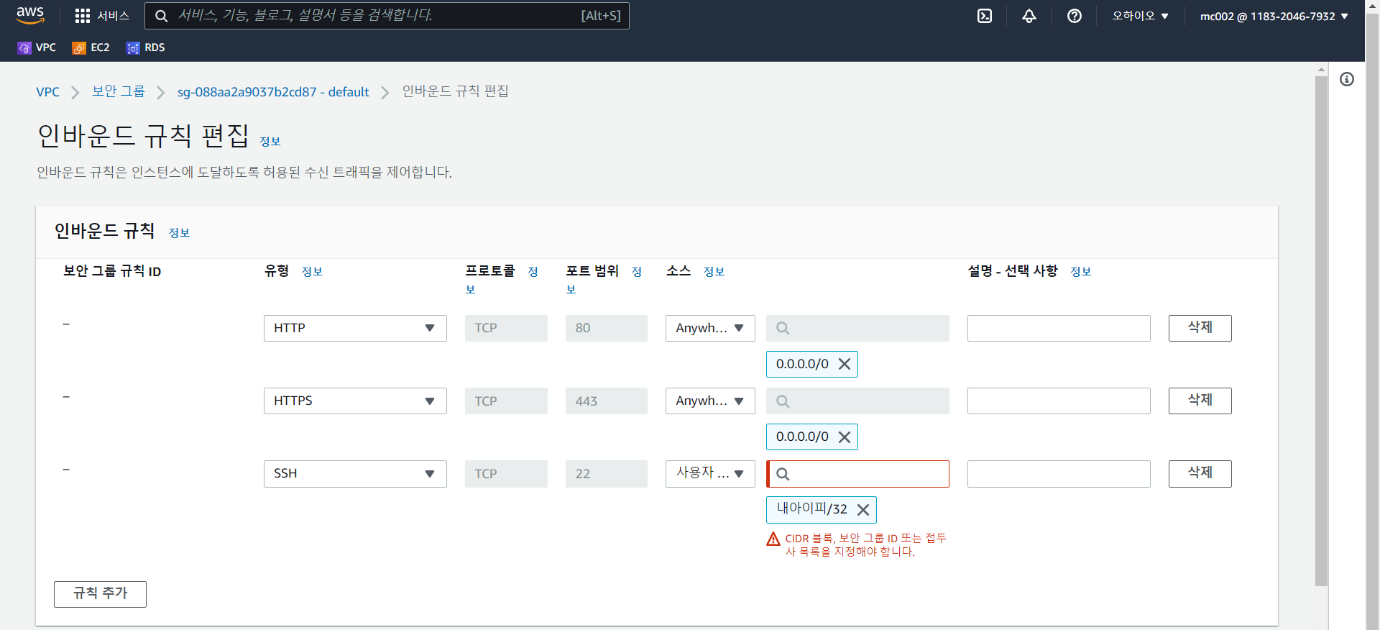 aws
서비스
서비스, 기능, 블로그, 설명서 등을 검색합니다.
[Alt+S]
오하이오 ▼
mc002 @ 1183-2046-7932 ▼
VPC
EC2
RDS
VPC > 보안 그룹 > sg-088aa2a9037b2cd87 - default > 인바운드 규칙 편집
인바운드 규칙 편집 정보
인바운드 규칙은 인스턴스에 도달하도록 허용된 수신 트래픽을 제어합니다.
인바운드 규칙 정보
보안 그룹 규칙 ID
유형 정보
프로토콜 정
보
포트 범위 정
보
소스 정보
설명 - 선택 사항 정보
–
HTTP
TCP
80
Anywh...
삭제
0.0.0.0/0
–
HTTPS
TCP
443
Anywh...
삭제
0.0.0.0/0
–
SSH
TCP
22
사용자 ...
삭제
내아이피/32
CIDR 블록, 보안 그룹 ID 또는 접두
사 목록을 지정해야 합니다.
규칙 추가